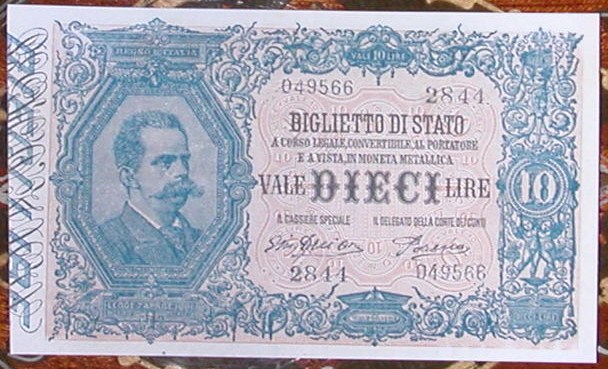 REGNO D'ITALIA
VALE 10 LIRE
049566
2844
BIGLIETTO DI STATO
A CORSO LEGALE, CONVERTIBILE, AL PORTATORE
E A VISTA, IN MONETA METALLICA
VALE DIECI LIRE
10
IL CASSIERE SPECIALE
IL DELEGATO DELLA CORTE DEI CONTI
2844
049566